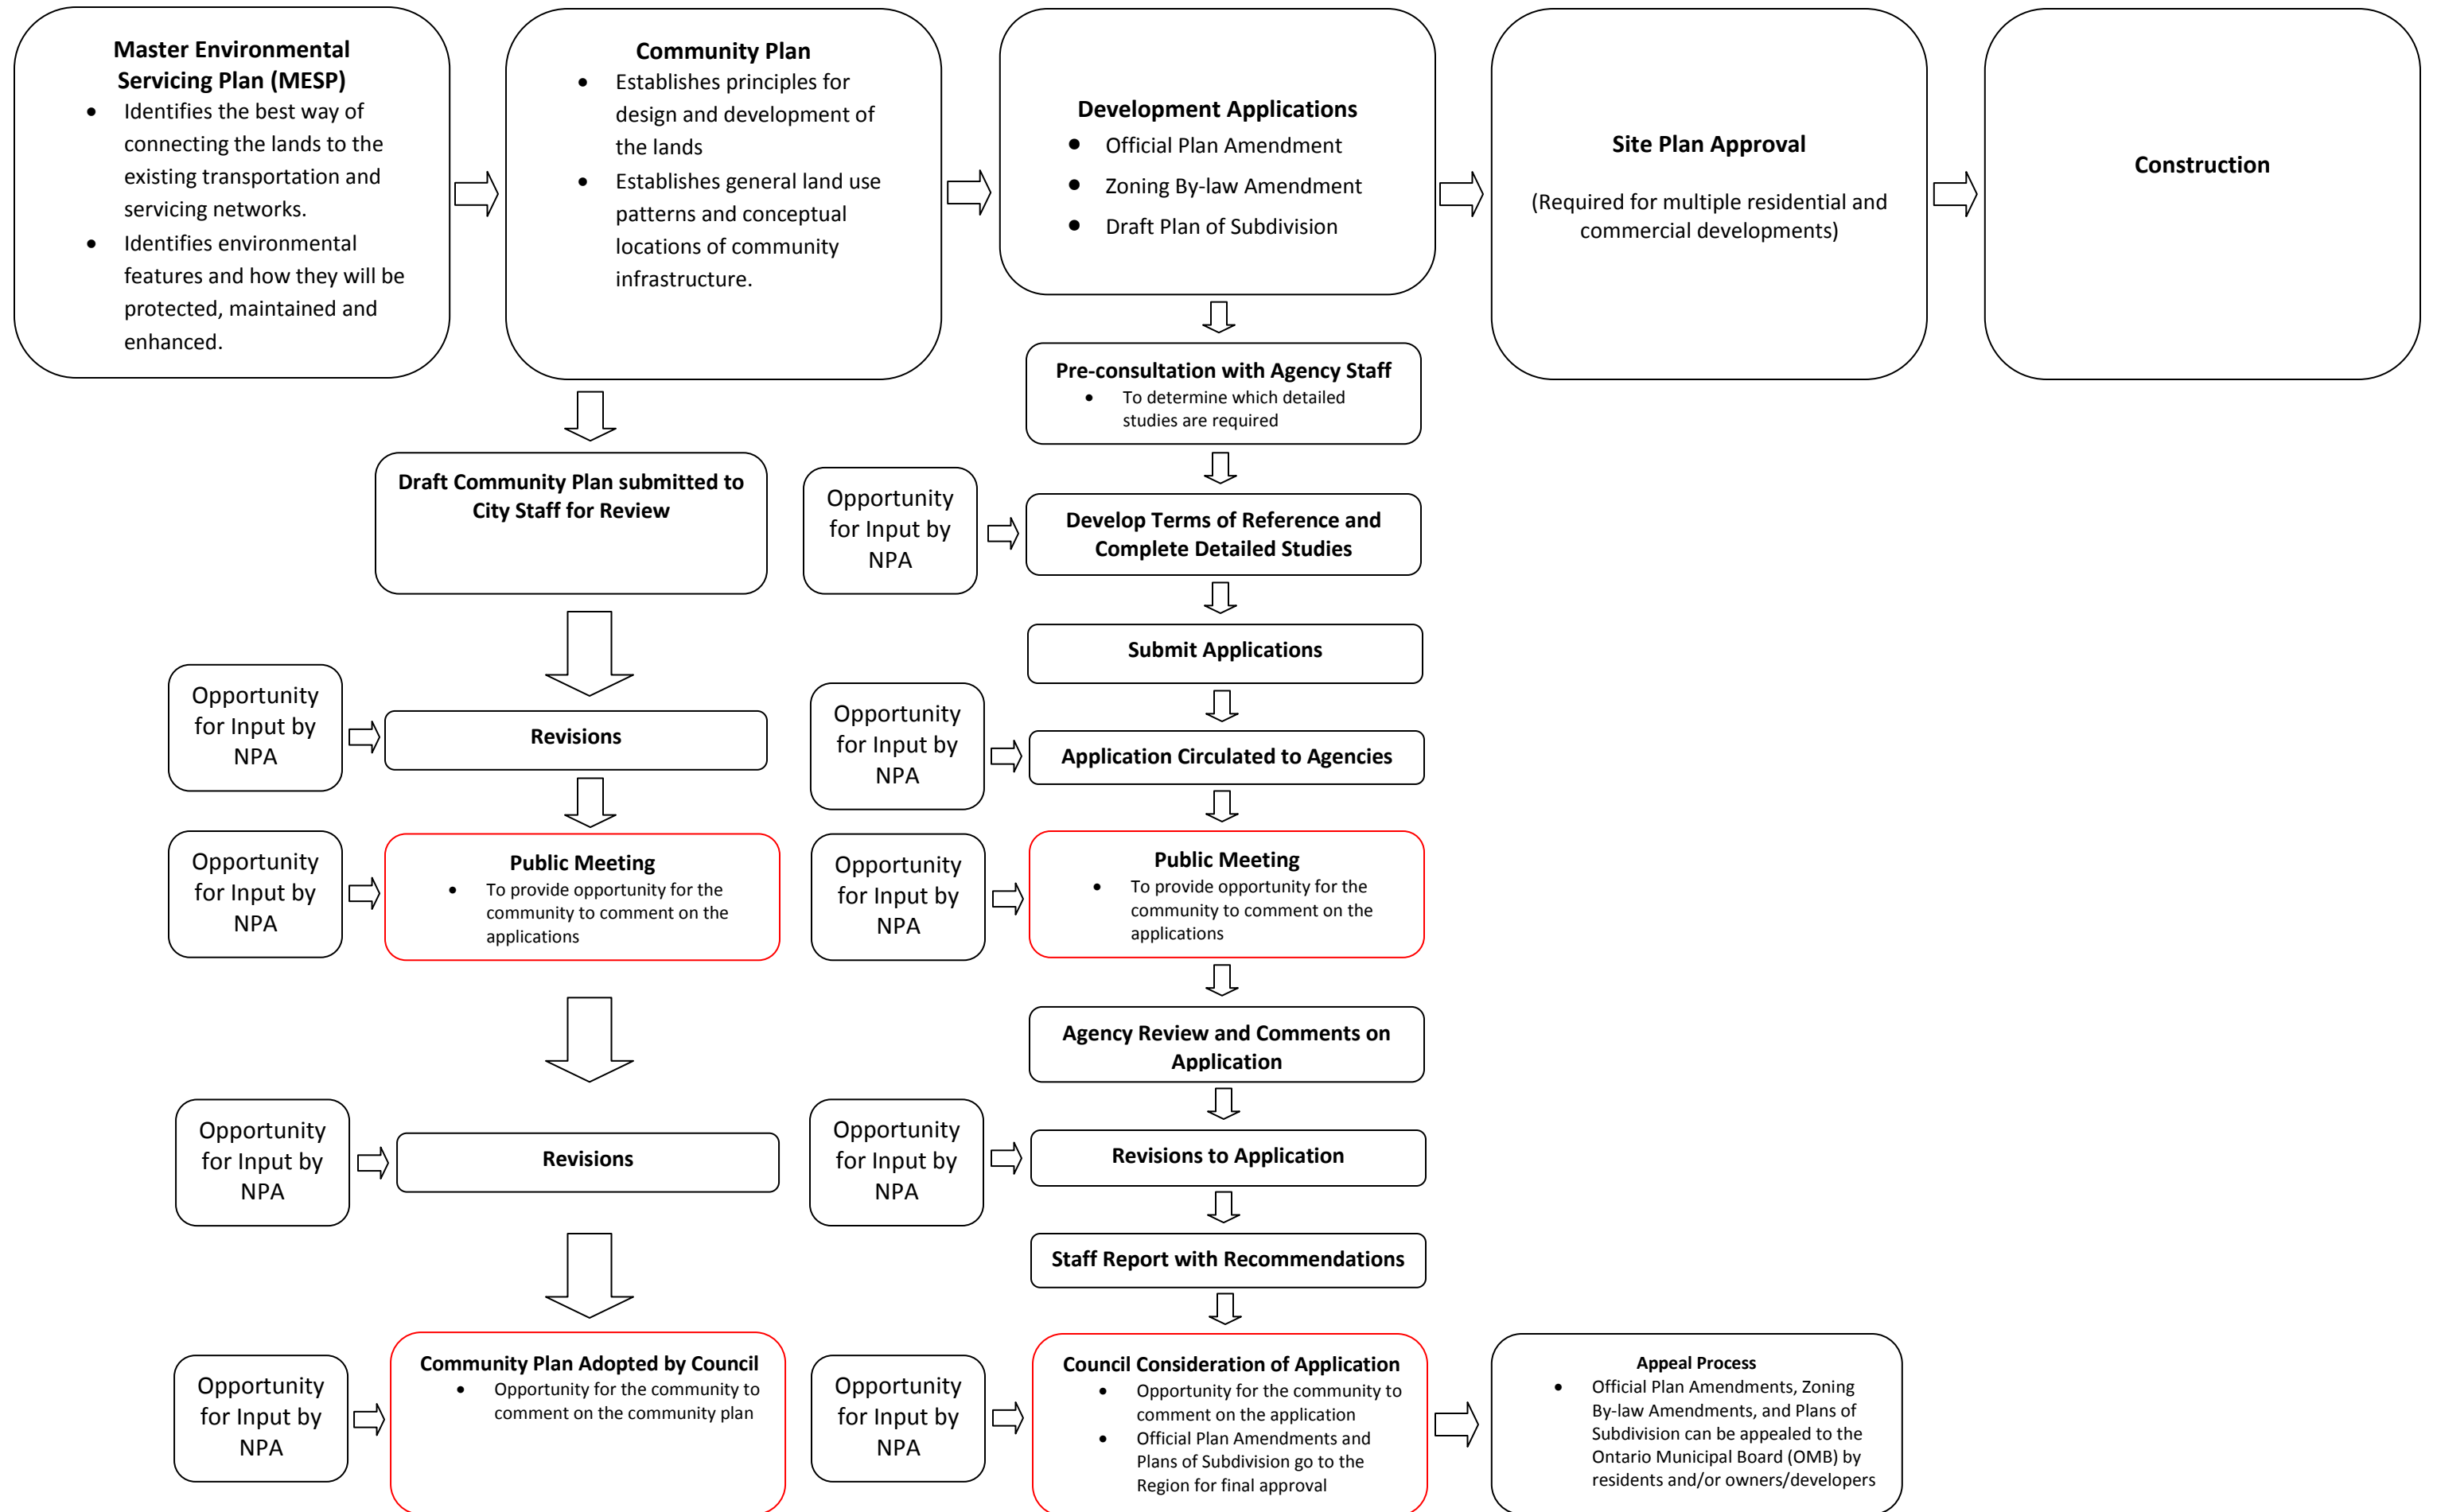 Master Environmental
Servicing Plan (MESP)
• Identifies the best way of
connecting the lands to the
existing transportation and
servicing networks.
• Identifies environmental
features and how they will be
protected, maintained and
enhanced.
Community Plan
• Establishes principles for
design and development of
the lands
• Establishes general land use
patterns and conceptual
locations of community
infrastructure.
Development Applications
• Official Plan Amendment
• Zoning By-law Amendment
• Draft Plan of Subdivision
Site Plan Approval
(Required for multiple residential and
commercial developments)
Construction
Draft Community Plan submitted to
City Staff for Review
Opportunity
for Input by
NPA
Revisions
Opportunity
for Input by
NPA
Public Meeting
• To provide opportunity for the
community to comment on the
applications
Opportunity
for Input by
NPA
Revisions
Opportunity
for Input by
NPA
Community Plan Adopted by Council
• Opportunity for the community to
comment on the community plan
Pre-consultation with Agency Staff
• To determine which detailed
studies are required
Opportunity
for Input by
NPA
Develop Terms of Reference and
Complete Detailed Studies
Submit Applications
Opportunity
for Input by
NPA
Application Circulated to Agencies
Opportunity
for Input by
NPA
Public Meeting
• To provide opportunity for the
community to comment on the
applications
Agency Review and Comments on
Application
Opportunity
for Input by
NPA
Revisions to Application
Staff Report with Recommendations
Opportunity
for Input by
NPA
Council Consideration of Application
• Opportunity for the community to
comment on the application
• Official Plan Amendments and
Plans of Subdivision go to the
Region for final approval
Appeal Process
• Official Plan Amendments, Zoning
By-law Amendments, and Plans of
Subdivision can be appealed to the
Ontario Municipal Board (OMB) by
residents and/or owners/developers